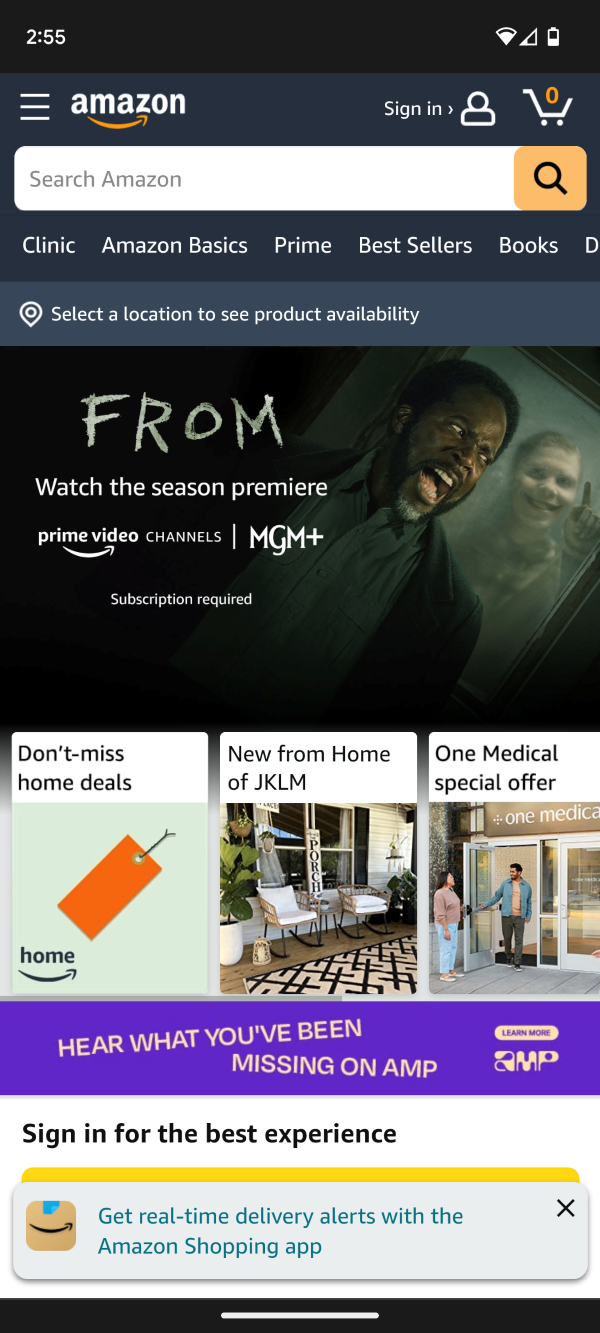 2:55
amazon
Sign in ›
0
Search Amazon
Clinic Amazon Basics Prime Best Sellers Books D
Select a location to see product availability
FROM
Watch the season premiere
prime video CHANNELS | MGM+
Subscription required
Don't-miss
home deals
home
New from Home
of JKLM
PORCH
One Medical
special offer
one medica
HEAR WHAT YOU'VE BEEN
MISSING ON AMP
LEARN MORE
amp
Sign in for the best experience
Get real-time delivery alerts with the
Amazon Shopping app